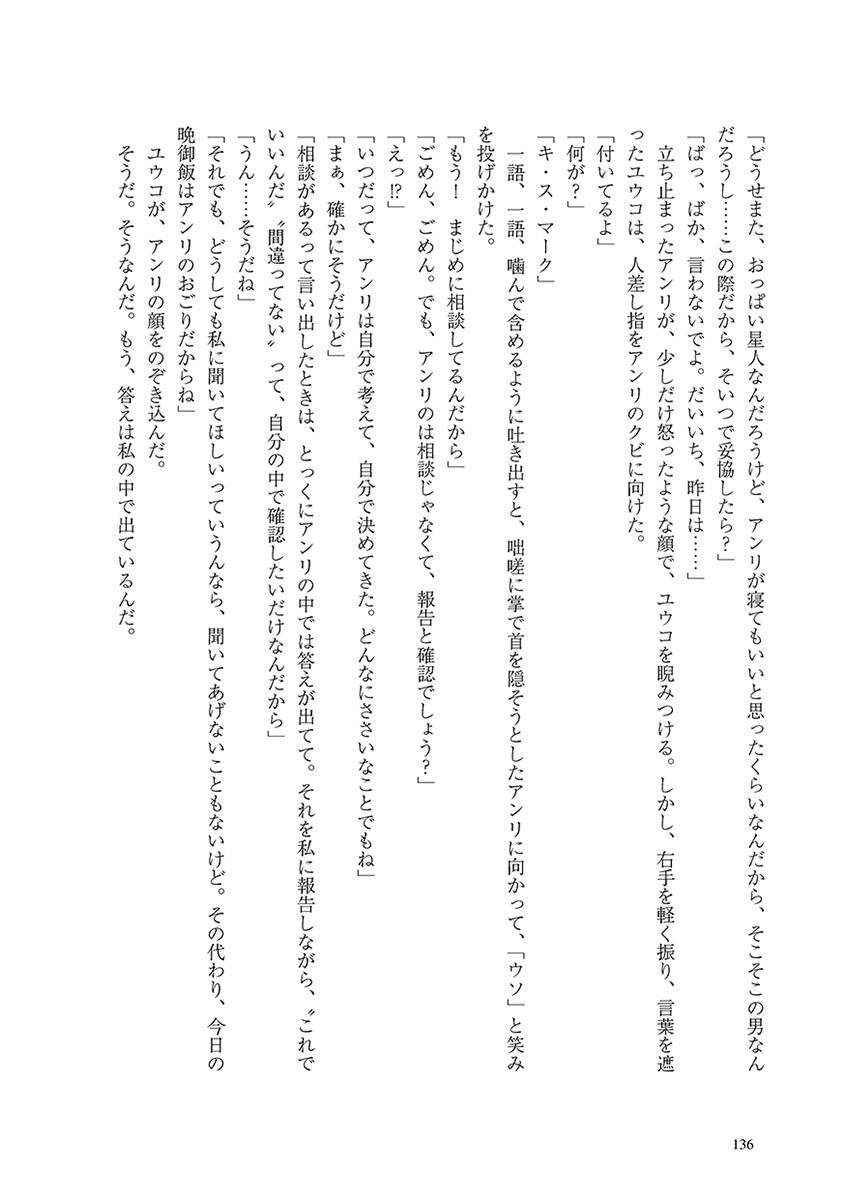 「どうせまた、おっぱい星人なんだろうけど、アンリが寝てもいいと思ったくらいなんだから、そこそこの男なん
だろうし……この際だから、そいつで妥協したら？」
「ばっ、ばか、言わないでよ。だいいち、昨日は……」
　立ち止まったアンリが、少しだけ怒ったような顔で、ユウコを睨みつける。しかし、右手を軽く振り、言葉を遮
ったユウコは、人差し指をアンリのクビに向けた。
「付いてるよ」
「何が？」
「キ・ス・マーク」
　一語、一語、噛んで含めるように吐き出すと、咄嗟に掌で首を隠そうとしたアンリに向かって、「ウソ」と笑み
を投げかけた。
「もう！　まじめに相談してるんだから」
「ごめん、ごめん。でも、アンリのは相談じゃなくて、報告と確認でしょう？」
「えっ!?」
「いつだって、アンリは自分で考えて、自分で決めてきた。どんなにささいなことでもね」
「まぁ、確かにそうだけど」
「相談があるって言い出したときは、とっくにアンリの中では答えが出てて。それを私に報告しながら、〝これで
いいんだ〟〝間違ってない〟って、自分の中で確認したいだけなんだから」
「うん……そうだね」
「それでも、どうしても私に聞いてほしいっていうんなら、聞いてあげないこともないけど。その代わり、今日の
晩御飯はアンリのおごりだからね」
　ユウコが、アンリの顔をのぞき込んだ。
　そうだ。そうなんだ。もう、答えは私の中で出ているんだ。
136